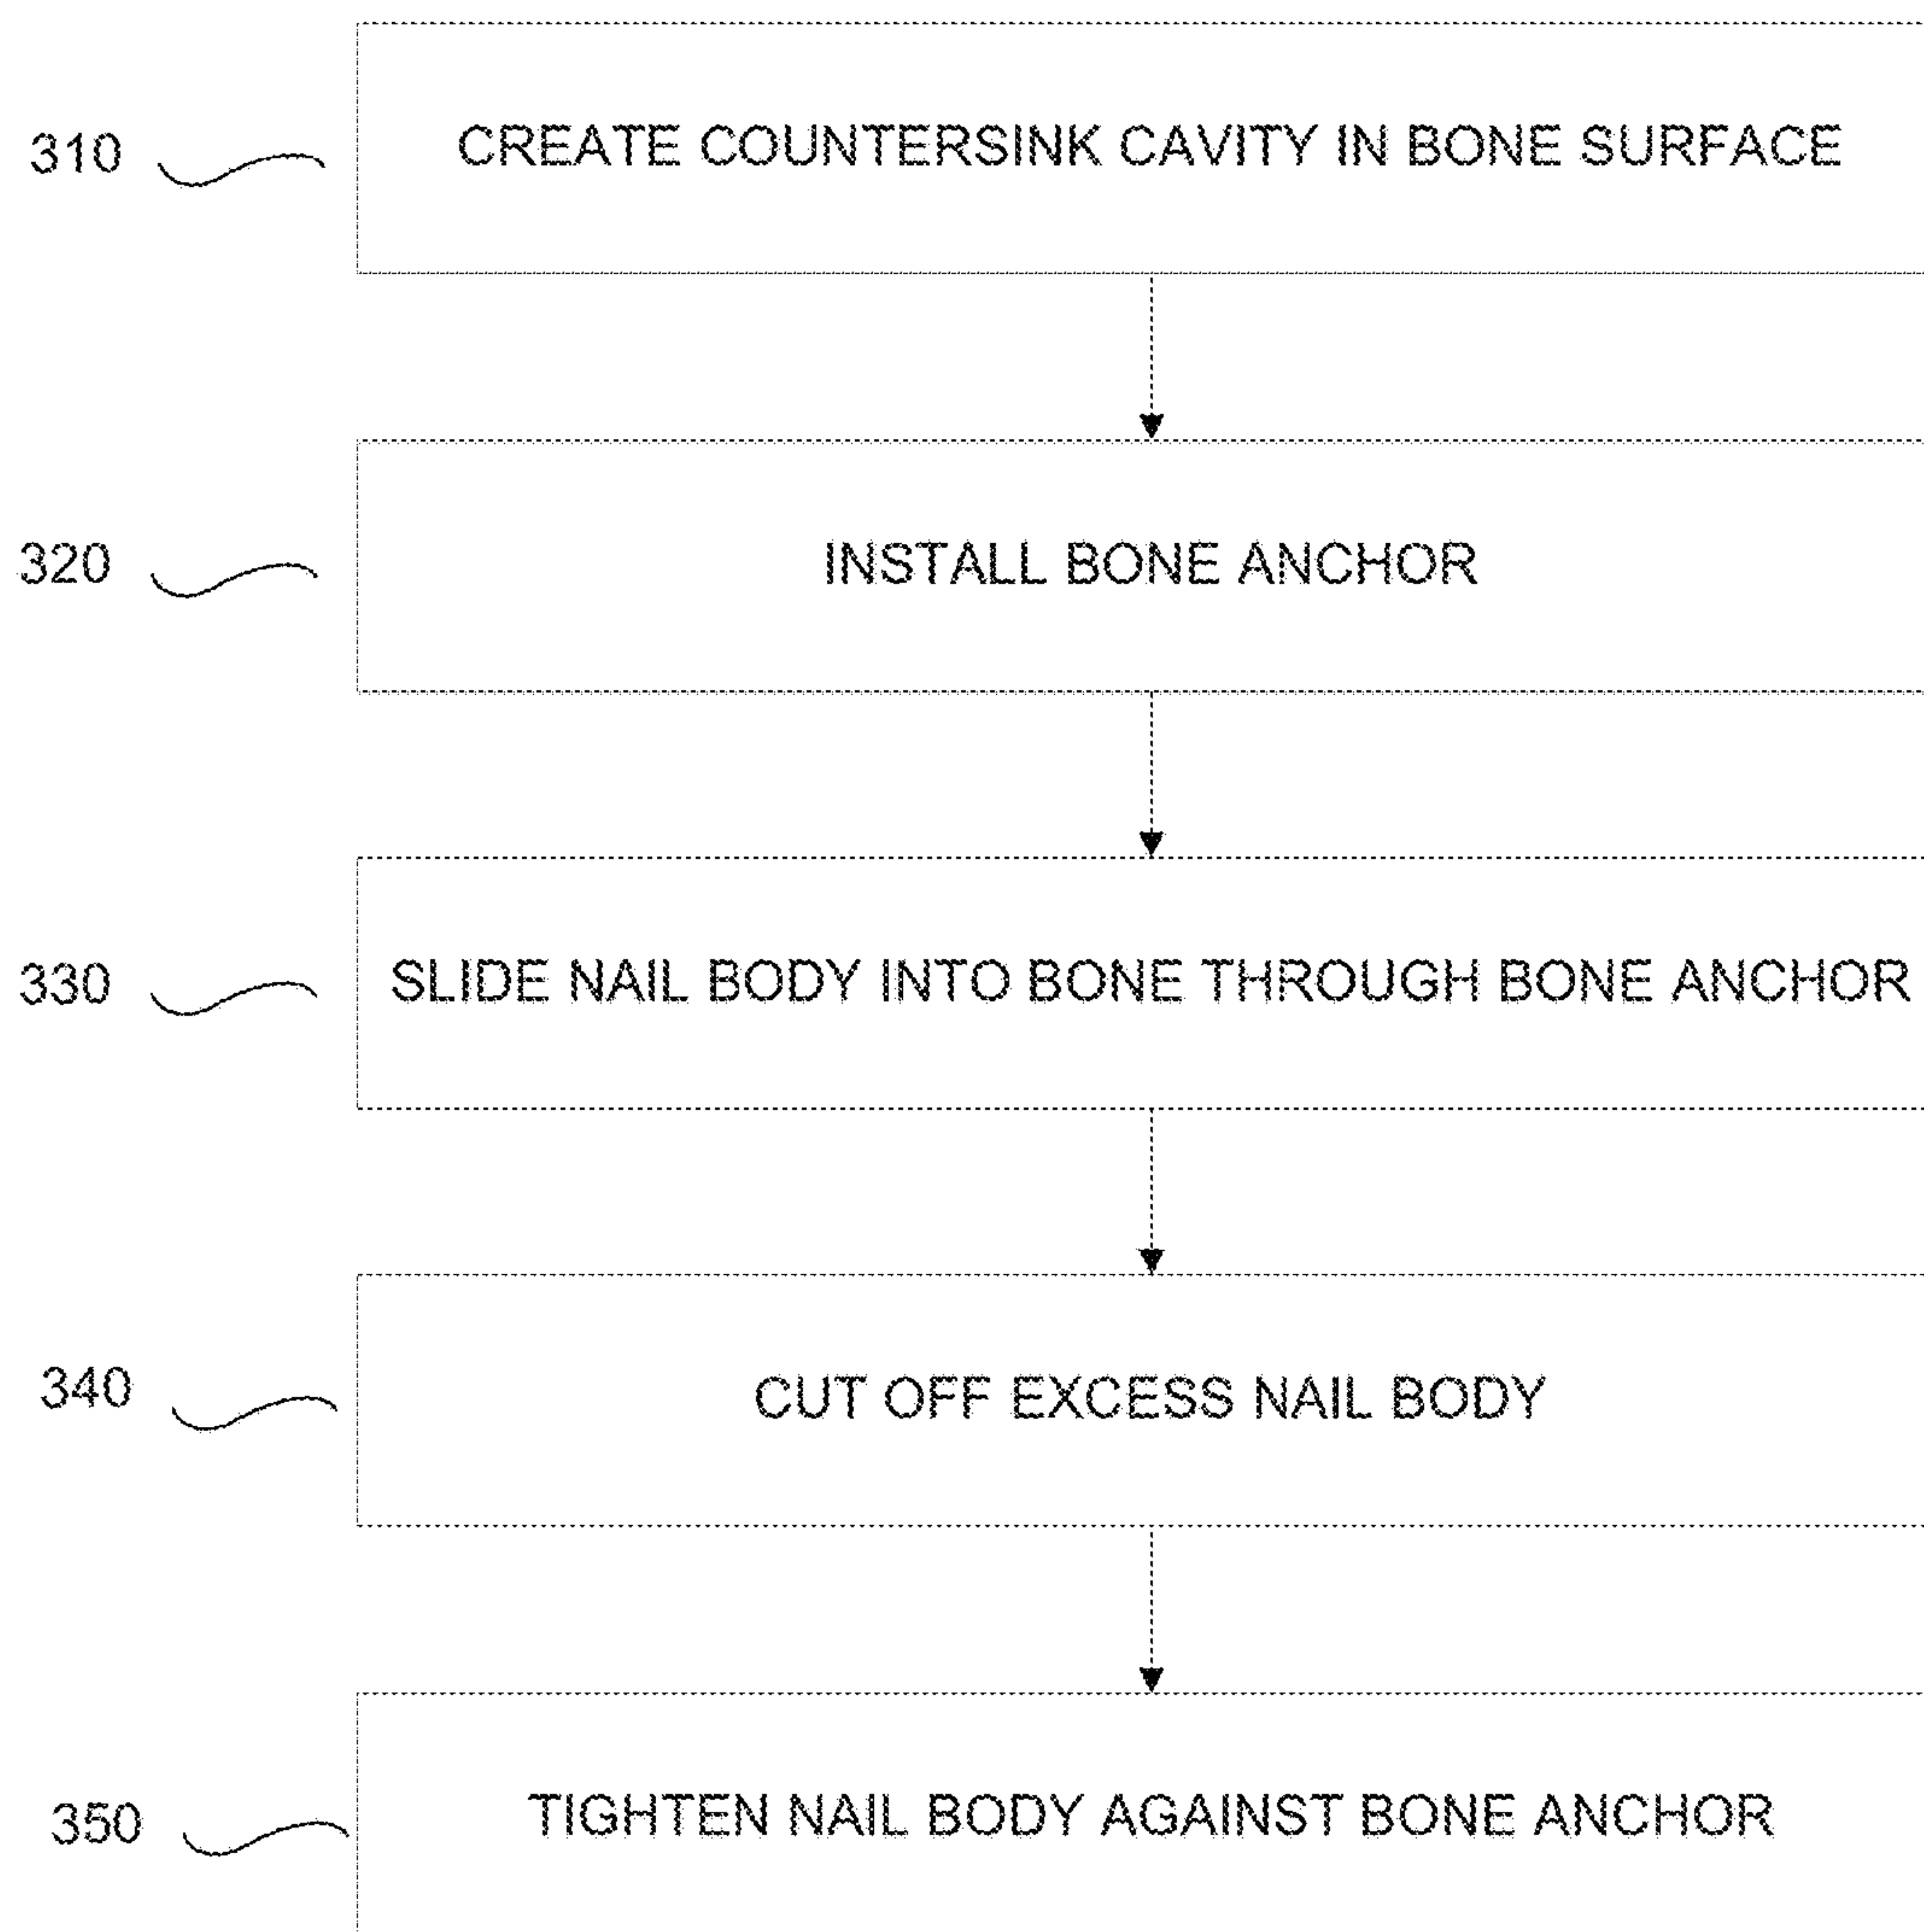 310 CREATE COUNTERSINK CAVITY IN BONE SURFACE
320 INSTALL BONE ANCHOR
330 SLIDE NAIL BODY INTO BONE THROUGH BONE ANCHOR
340 CUT OFF EXCESS NAIL BODY
350 TIGHTEN NAIL BODY AGAINST BONE ANCHOR